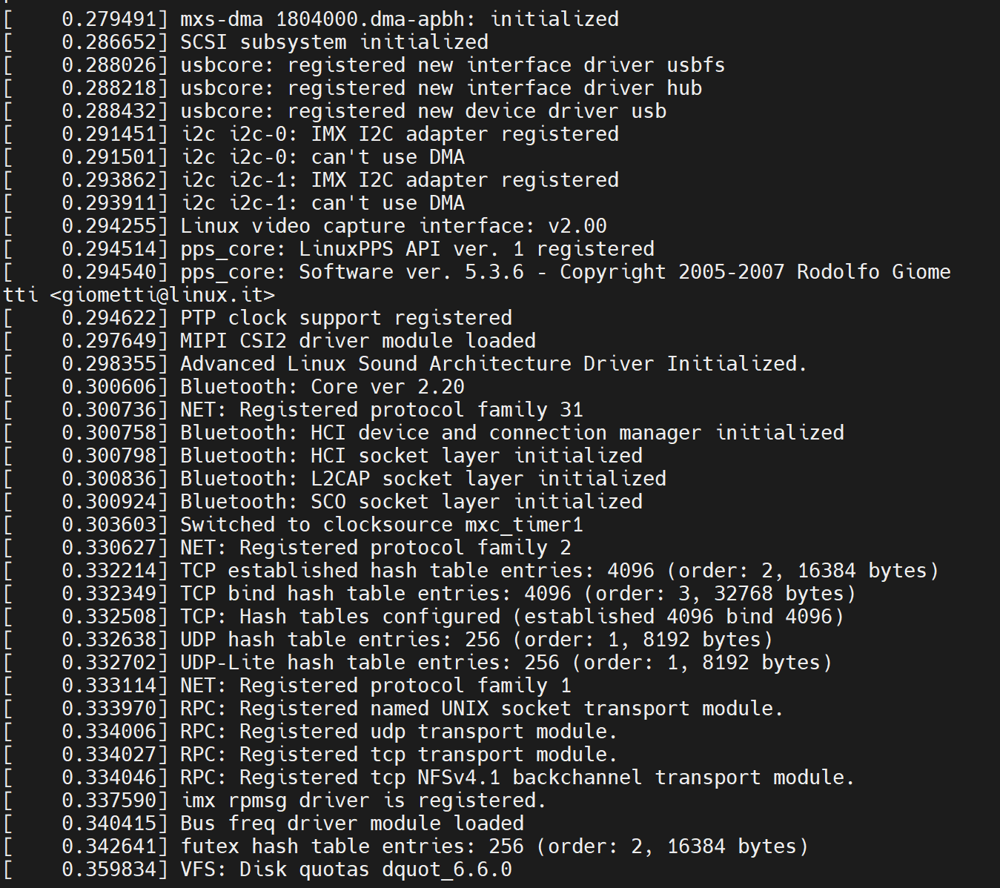 [    0.279491] mxs-dma 1804000.dma-apbh: initialized
[    0.286652] SCSI subsystem initialized
[    0.288026] usbcore: registered new interface driver usbfs
[    0.288218] usbcore: registered new interface driver hub
[    0.288432] usbcore: registered new device driver usb
[    0.291451] i2c i2c-0: IMX I2C adapter registered
[    0.291501] i2c i2c-0: can't use DMA
[    0.293862] i2c i2c-1: IMX I2C adapter registered
[    0.293911] i2c i2c-1: can't use DMA
[    0.294255] Linux video capture interface: v2.00
[    0.294514] pps_core: LinuxPPS API ver. 1 registered
[    0.294540] pps_core: Software ver. 5.3.6 - Copyright 2005-2007 Rodolfo Giome
tti <giometti@linux.it>
[    0.294622] PTP clock support registered
[    0.297649] MIPI CSI2 driver module loaded
[    0.298355] Advanced Linux Sound Architecture Driver Initialized.
[    0.300606] Bluetooth: Core ver 2.20
[    0.300736] NET: Registered protocol family 31
[    0.300758] Bluetooth: HCI device and connection manager initialized
[    0.300798] Bluetooth: HCI socket layer initialized
[    0.300836] Bluetooth: L2CAP socket layer initialized
[    0.300924] Bluetooth: SCO socket layer initialized
[    0.303603] Switched to clocksource mxc_timer1
[    0.330627] NET: Registered protocol family 2
[    0.332214] TCP established hash table entries: 4096 (order: 2, 16384 bytes)
[    0.332349] TCP bind hash table entries: 4096 (order: 3, 32768 bytes)
[    0.332508] TCP: Hash tables configured (established 4096 bind 4096)
[    0.332638] UDP hash table entries: 256 (order: 1, 8192 bytes)
[    0.332702] UDP-Lite hash table entries: 256 (order: 1, 8192 bytes)
[    0.333114] NET: Registered protocol family 1
[    0.333970] RPC: Registered named UNIX socket transport module.
[    0.334006] RPC: Registered udp transport module.
[    0.334027] RPC: Registered tcp transport module.
[    0.334046] RPC: Registered tcp NFSv4.1 backchannel transport module.
[    0.337590] imx rpmsg driver is registered.
[    0.340415] Bus freq driver module loaded
[    0.342641] futex hash table entries: 256 (order: 2, 16384 bytes)
[    0.359834] VFS: Disk quotas dquot_6.6.0